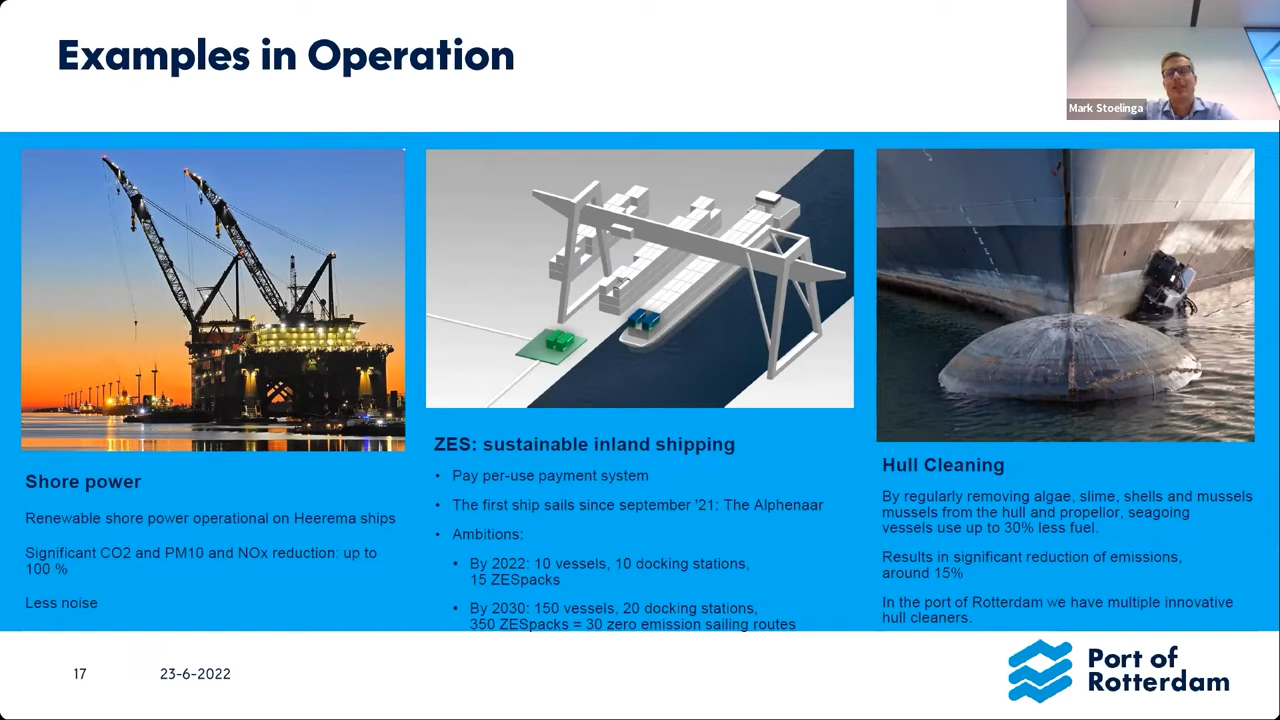 Examples in Operation
Mark Stoelinga
Shore power
Renewable shore power operational on Heerema ships
Significant CO2 and PM10 and NOx reduction: up to
100 %
Less noise
ZES: sustainable inland shipping
• Pay per-use payment system
• The first ship sails since september '21: The Alphenaar
• Ambitions:
• By 2022: 10 vessels, 10 docking stations,
15 ZESpacks
• By 2030: 150 vessels, 20 docking stations,
350 ZESpacks = 30 zero emission sailing routes
Hull Cleaning
By regularly removing algae, slime, shells and mussels
mussels from the hull and propellor, seagoing
vessels use up to 30% less fuel.
Results in significant reduction of emissions,
around 15%
In the port of Rotterdam we have multiple innovative
hull cleaners.
17
23-6-2022
Port of
Rotterdam